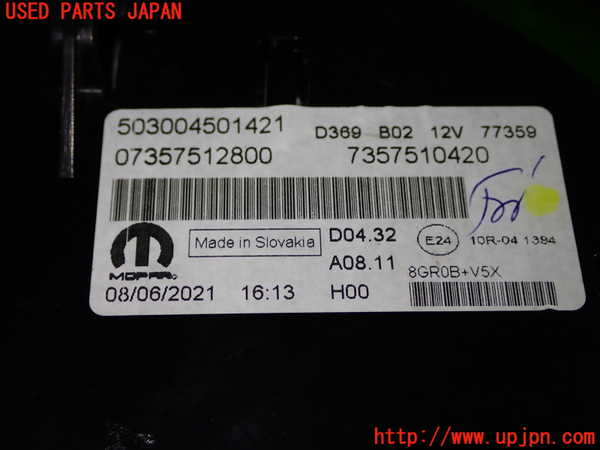 USED PARTS JAPAN
503004501421 D369 B02 12V 77359
07357512800 7357510420
MOPAR®
Made in Slovakia
D04.32
E24 10R-04 1394
A08.11
8GR0B+V5X
08/06/2021 16:13 H00
http://www.upjpn.com/